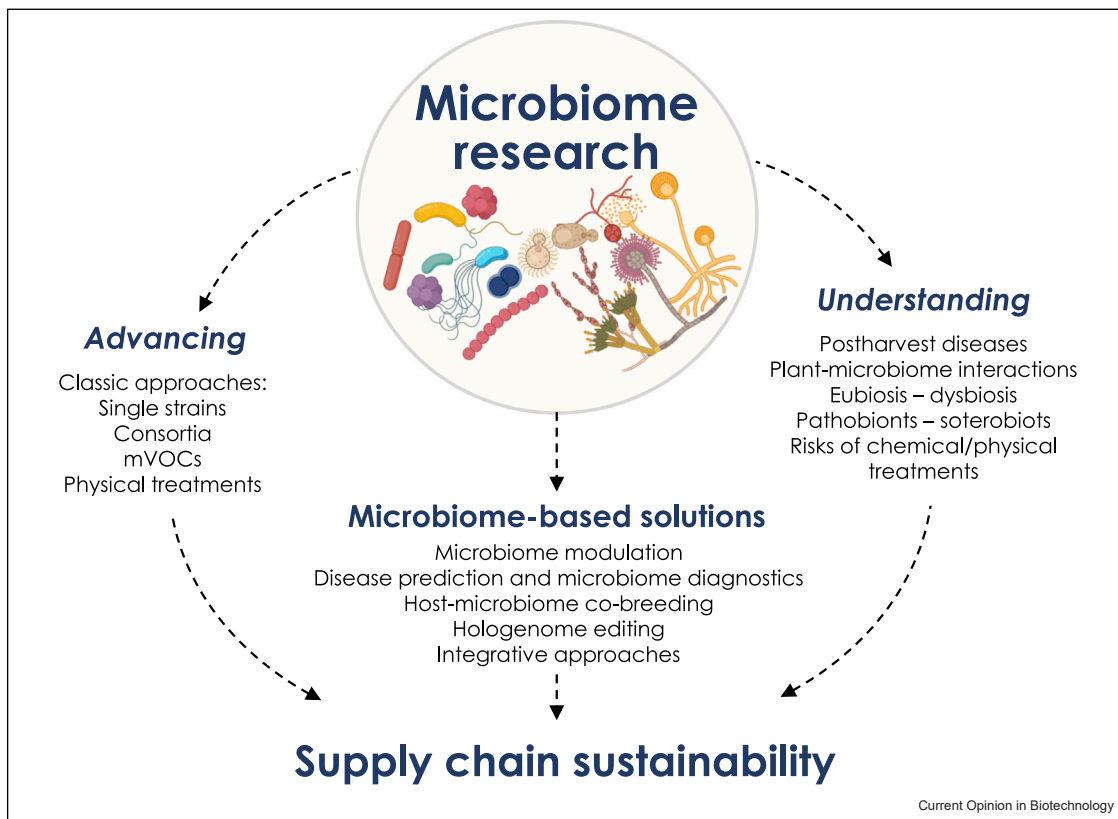 Microbiome
research
Advancing
Classic approaches:
Single strains
Consortia
mVOCs
Physical treatments
Understanding
Postharvest diseases
Plant-microbiome interactions
Eubiosis – dysbiosis
Pathobionts – soterobiots
Risks of chemical/physical
treatments
Microbiome-based solutions
Microbiome modulation
Disease prediction and microbiome diagnostics
Host-microbiome co-breeding
Hologenome editing
Integrative approaches
Supply chain sustainability
Current Opinion in Biotechnology